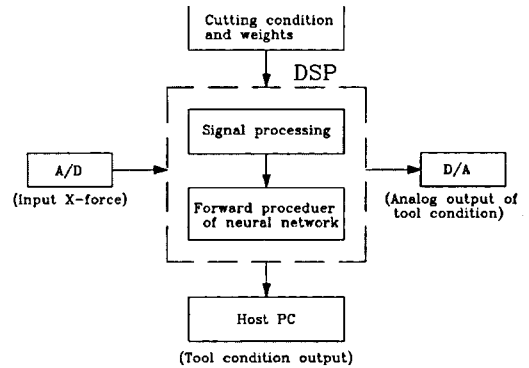 Cutting condition
and weights
DSP
Signal processing
A/D
D/A
(Input X-force)
Forward proceduer
of neural network
(Analog output of
tool condition)
Host PC
(Tool condition output)